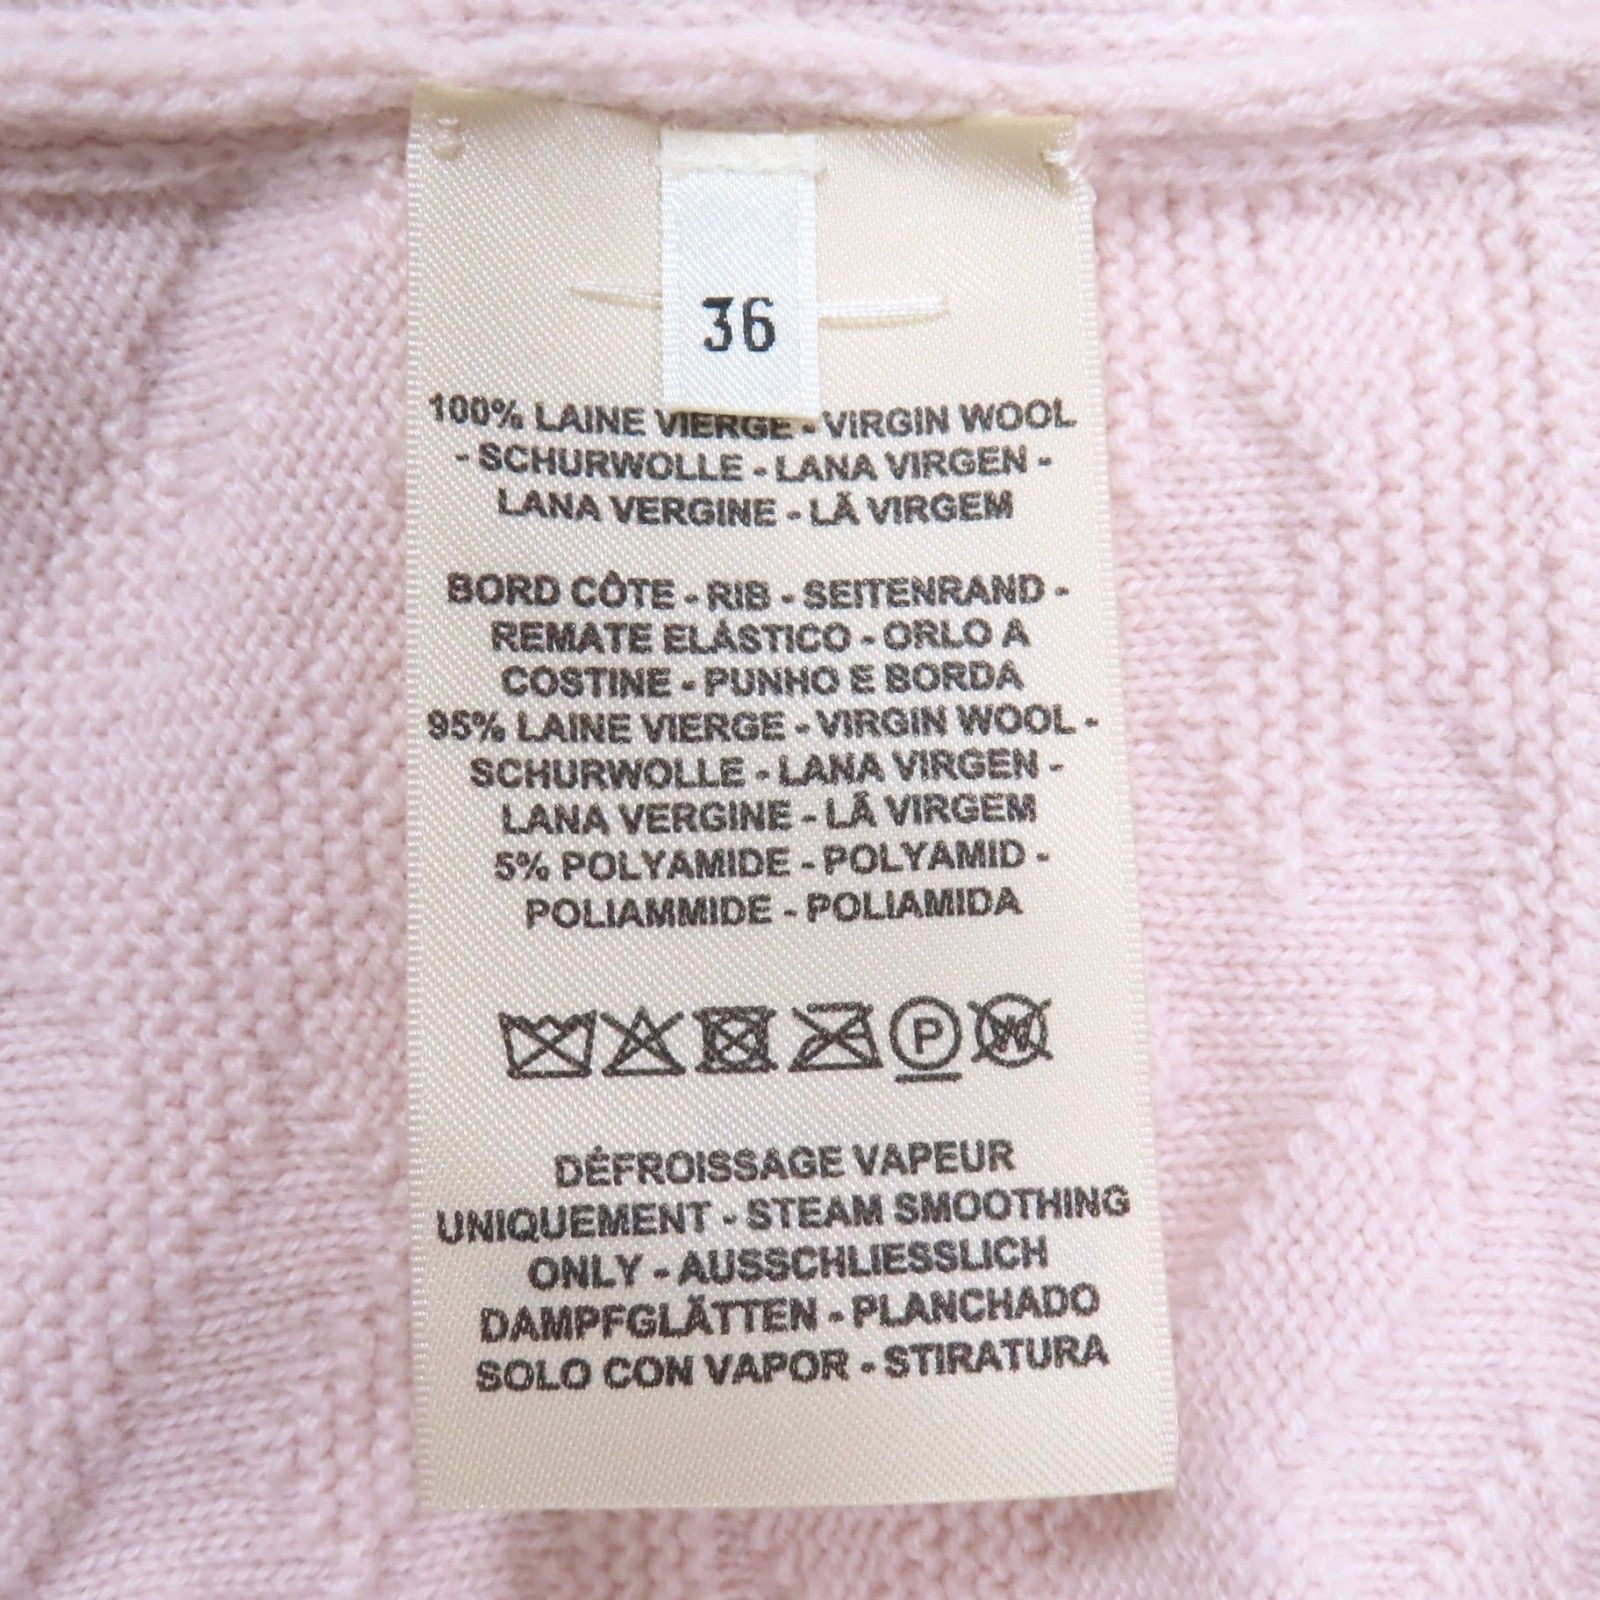 36
100% LAINE VIERGE - VIRGIN WOOL
- SCHURWOLLE - LANA VIRGEN -
LANA VERGINE - LÃ VIRGEM
BORD CÔTE - RIB - SEITENRAND -
REMATE ELÁSTICO - ORLO A
COSTINE - PUNHO E BORDA
95% LAINE VIERGE - VIRGIN WOOL -
SCHURWOLLE - LANA VIRGEN -
LANA VERGINE - LÃ VIRGEM
5% POLYAMIDE - POLYAMID -
POLIAMMIDE - POLIAMIDA
P W
DÉFROISSAGE VAPEUR
UNIQUEMENT - STEAM SMOOTHING
ONLY - AUSSCHLIESSLICH
DAMPFGLÄTTEN - PLANCHADO
SOLO CON VAPOR - STIRATURA